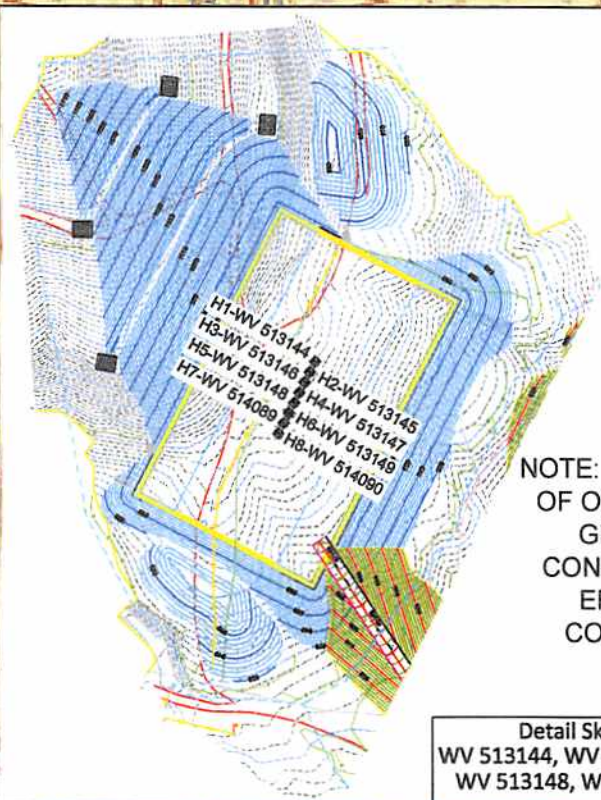 H1-WV 513144
H3-WV 513146
H5-WV 513148
H7-WV 514089
H2-WV 513145
H4-WV 513147
H6-WV 513149
H8-WV 514090
NOTE:
OF O
G
CON
E
CO
Detail Sk
WV 513144, WV
WV 513148, W